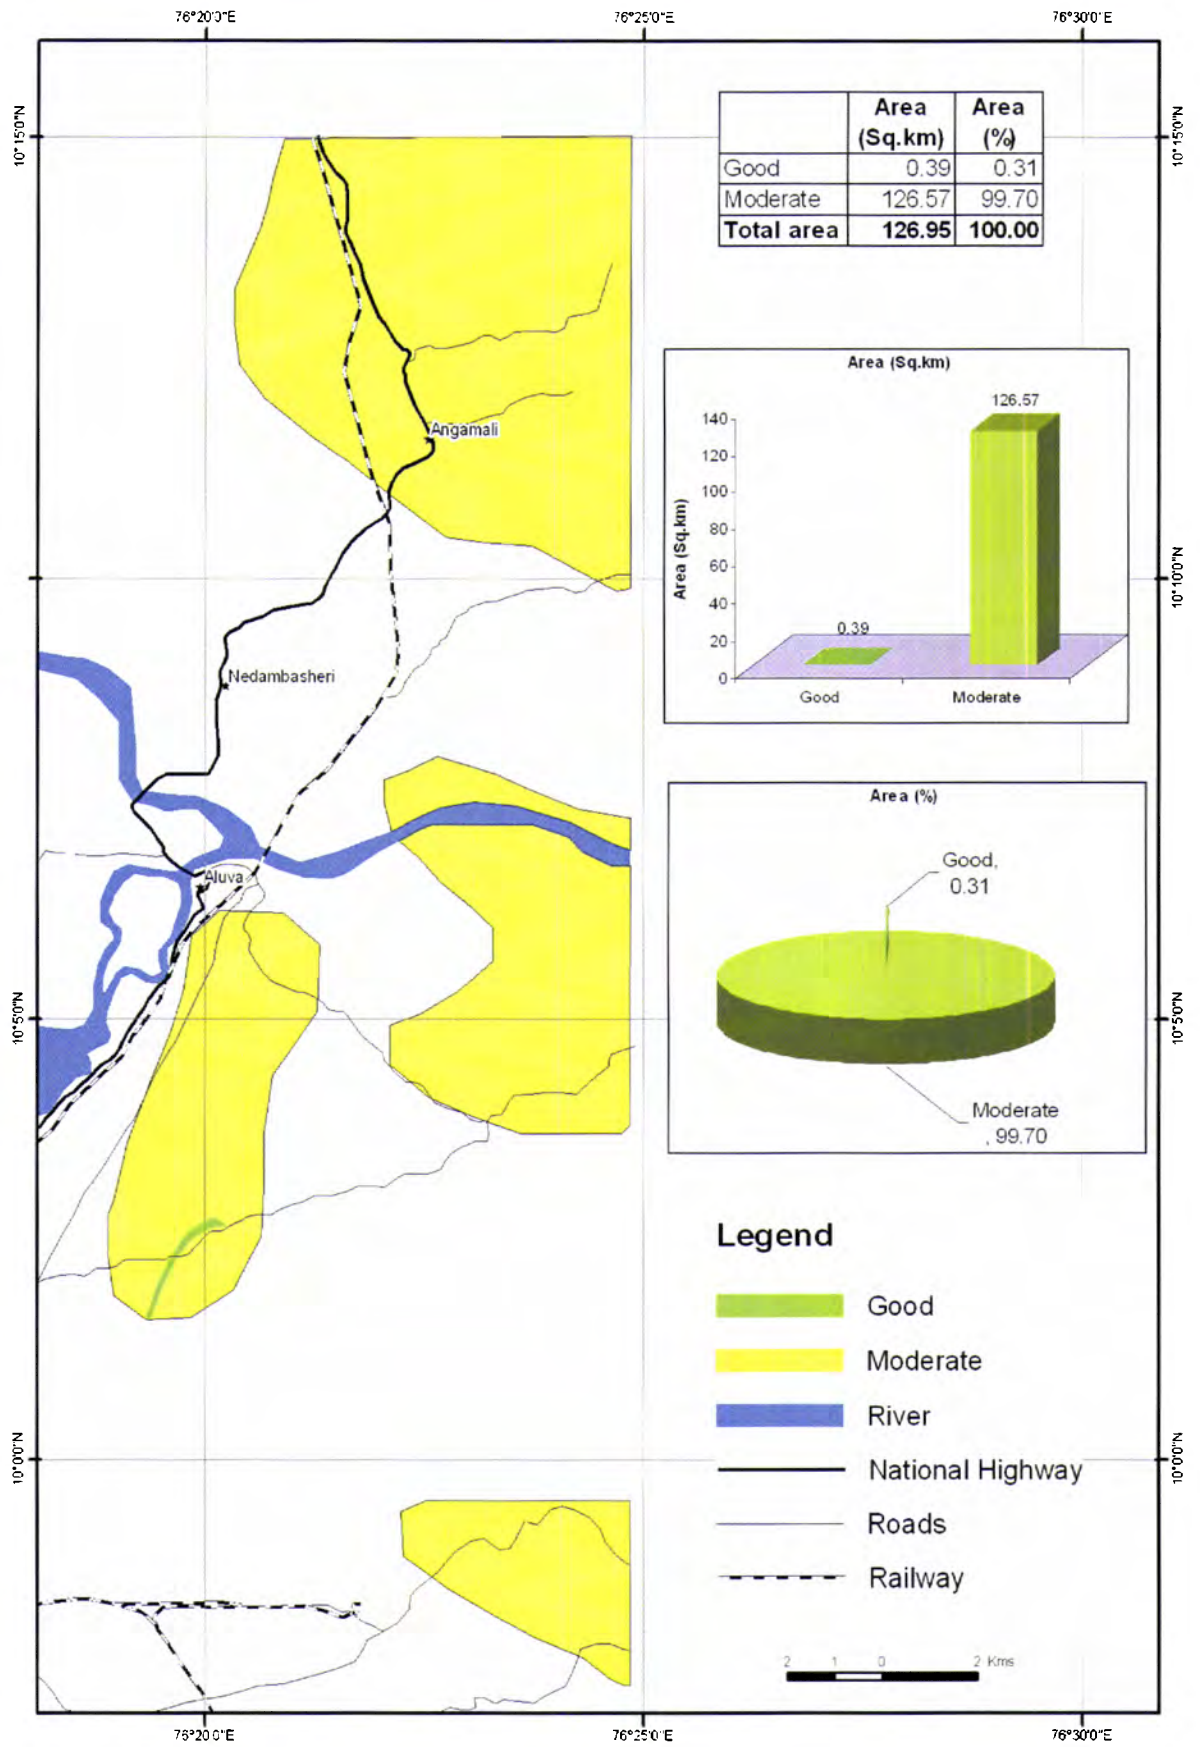 76°20'0"E 76°25'0"E 76°30'0"E
10°15'0"N 10°15'0"N
Area (Sq.km) Area (%)
Good 0.39 0.31
Moderate 126.57 99.70
Total area 126.95 100.00
Angamali
Area (Sq.km)
126.57
140
120
100
80
60
40
20
0
Area (Sq.km)
0.39
Good Moderate
10°10'0"N
Nedambasheri
Area (%)
Good,
0.31
Aluva
10°5'0"N 10°5'0"N
Moderate
, 99.70
Legend
Good
Moderate
River
10°0'0"N 10°0'0"N
National Highway
Roads
Railway
2 1 0 2 Kms
76°20'0"E 76°25'0"E 76°30'0"E